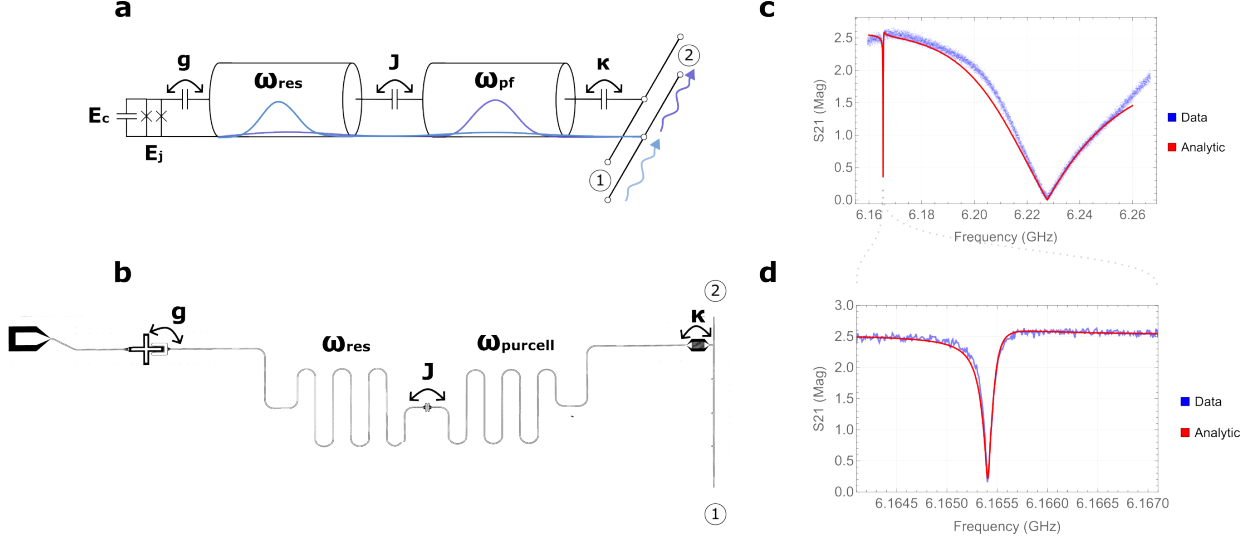 a
g
ωres
J
ωpf
κ
2
Ec
Ej
1
b
g
ωres
J
ωpurcell
κ
2
1
c
S21 (Mag)
2.5
2.0
1.5
1.0
0.5
0.0
6.16 6.18 6.20 6.22 6.24 6.26
Frequency (GHz)
Data
Analytic
d
S21 (Mag)
3.0
2.5
2.0
1.5
1.0
0.5
0.0
6.1645 6.1650 6.1655 6.1660 6.1665 6.1670
Frequency (GHz)
Data
Analytic